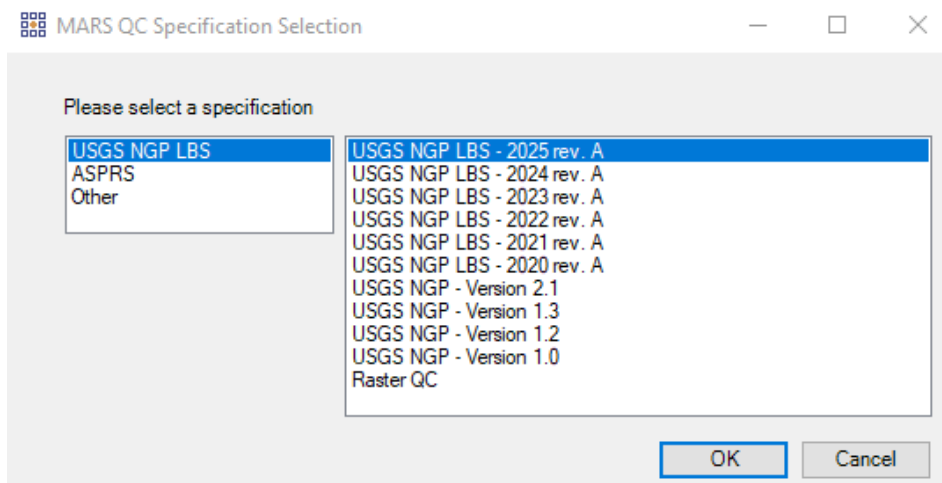 MARS QC Specification Selection
Please select a specification
USGS NGP LBS
ASPRS
Other
USGS NGP LBS - 2025 rev. A
USGS NGP LBS - 2024 rev. A
USGS NGP LBS - 2023 rev. A
USGS NGP LBS - 2022 rev. A
USGS NGP LBS - 2021 rev. A
USGS NGP LBS - 2020 rev. A
USGS NGP - Version 2.1
USGS NGP - Version 1.3
USGS NGP - Version 1.2
USGS NGP - Version 1.0
Raster QC
OK
Cancel